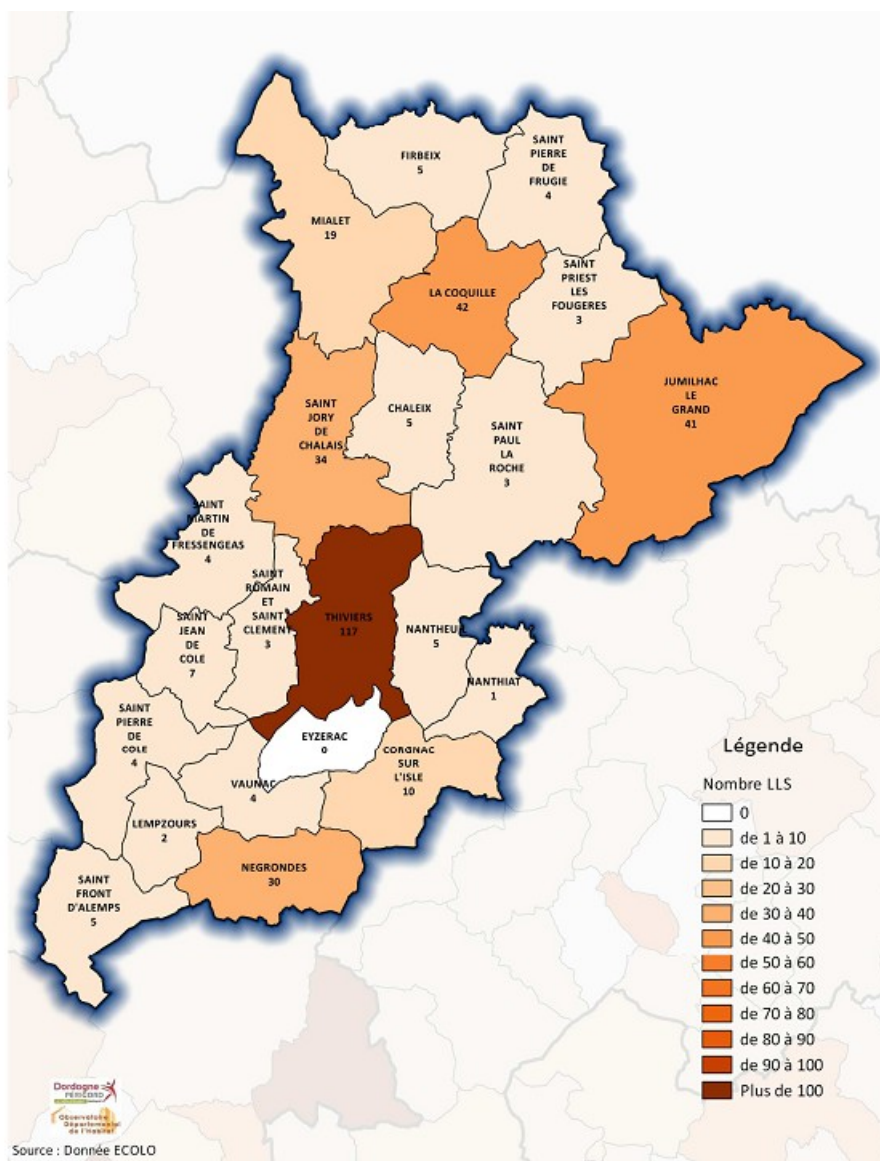 FIRBEIX
5
SAINT
PIERRE
DE
FRUGIE
4
MIALET
19
LA COQUILLE
42
SAINT
PRIEST
LES
FOUGERES
3
JUMILHAC
LE
GRAND
41
SAINT
JORY
DE
CHALAIS
34
CHALEIX
5
SAINT
PAUL
LA
ROCHE
3
SAINT
MARTIN
DE
FRESSENGEAS
4
SAINT
ROMAIN
ET
SAINT
CLEMENT
3
SAINT
JEAN
DE
COLE
7
THIVIERS
117
NANTHEUIL
5
NANTHIAT
1
SAINT
PIERRE
DE
COLE
4
EYZERAC
0
VAUNAC
4
CORGNAC
SUR
L'ISLE
10
LEMPZOURS
2
NEGRONDES
30
SAINT
FRONT
D'ALEMPS
5
Légende
Nombre LLS
0
de 1 à 10
de 10 à 20
de 20 à 30
de 30 à 40
de 40 à 50
de 50 à 60
de 60 à 70
de 70 à 80
de 80 à 90
de 90 à 100
Plus de 100
Dordogne
PÉRIGORD
Observatoire
Départemental
de l'Habitat
Source : Donnée ECOLO